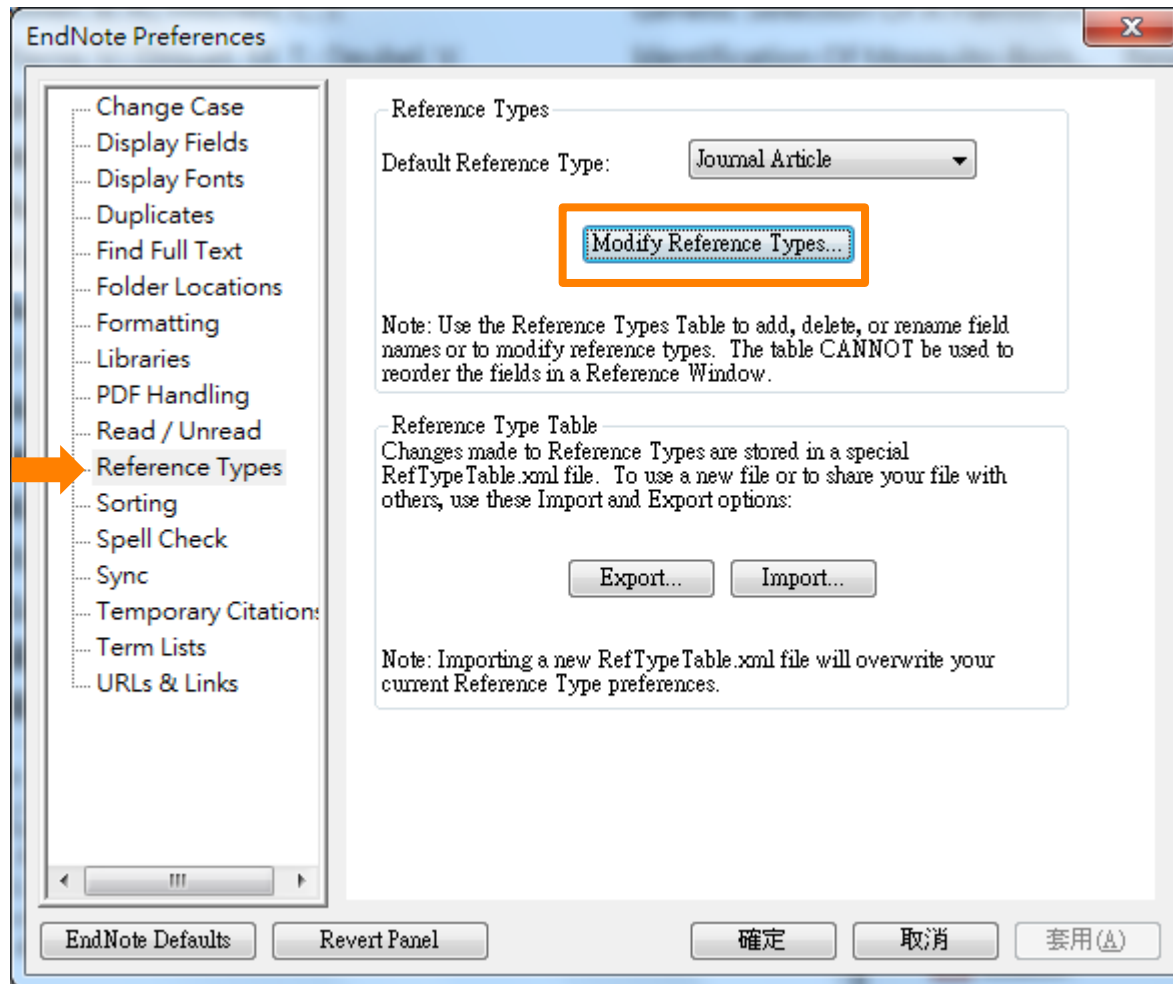 EndNote Preferences
Change Case
Display Fields
Display Fonts
Duplicates
Find Full Text
Folder Locations
Formatting
Libraries
PDF Handling
Read / Unread
Reference Types
Sorting
Spell Check
Sync
Temporary Citations
Term Lists
URLs & Links
Reference Types
Default Reference Type:
Journal Article
Modify Reference Types...
Note: Use the Reference Types Table to add, delete, or rename field
names or to modify reference types. The table CANNOT be used to
reorder the fields in a Reference Window.
Reference Type Table
Changes made to Reference Types are stored in a special
RefTypeTable.xml file. To use a new file or to share your file with
others, use these Import and Export options:
Export...
Import...
Note: Importing a new RefTypeTable.xml file will overwrite your
current Reference Type preferences.
EndNote Defaults
Revert Panel
確定
取消
套用(A)